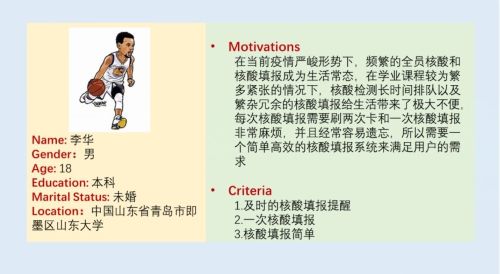 Name: 李华
Gender：男
Age: 18
Education: 本科
Marital Status: 未婚
Location：中国山东省青岛市即
墨区山东大学
• Motivations
在当前疫情严峻形势下，频繁的全员核酸和
核酸填报成为生活常态，在学业课程较为繁
多紧张的情况下，核酸检测长时间排队以及
繁杂冗余的核酸填报给生活带来了极大不便，
每次核酸填报需要刷两次卡和一次核酸填报
非常麻烦，并且经常容易遗忘，所以需要一
个简单高效的核酸填报系统来满足用户的需
求
• Criteria
1.及时的核酸填报提醒
2.一次核酸填报
3.核酸填报简单